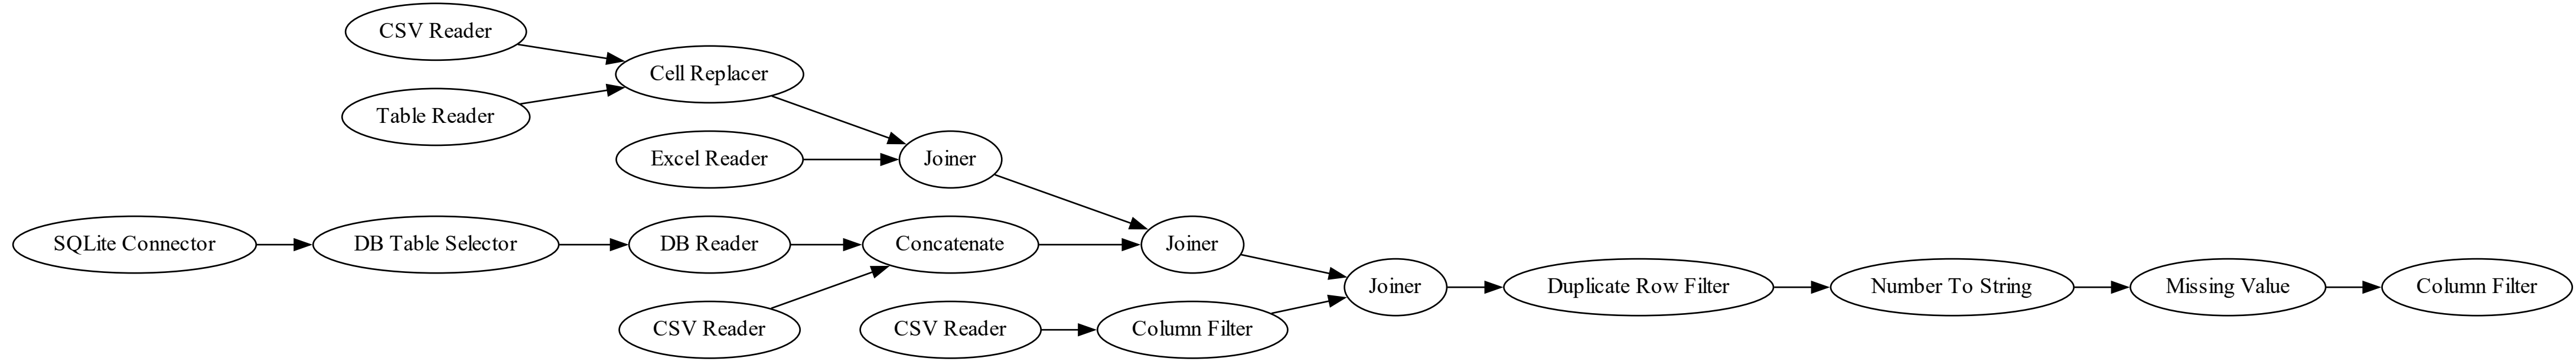 CSV Reader
Cell Replacer
Table Reader
Excel Reader
Joiner
SQLite Connector
DB Table Selector
DB Reader
Concatenate
Joiner
CSV Reader
CSV Reader
Column Filter
Joiner
Duplicate Row Filter
Number To String
Missing Value
Column Filter